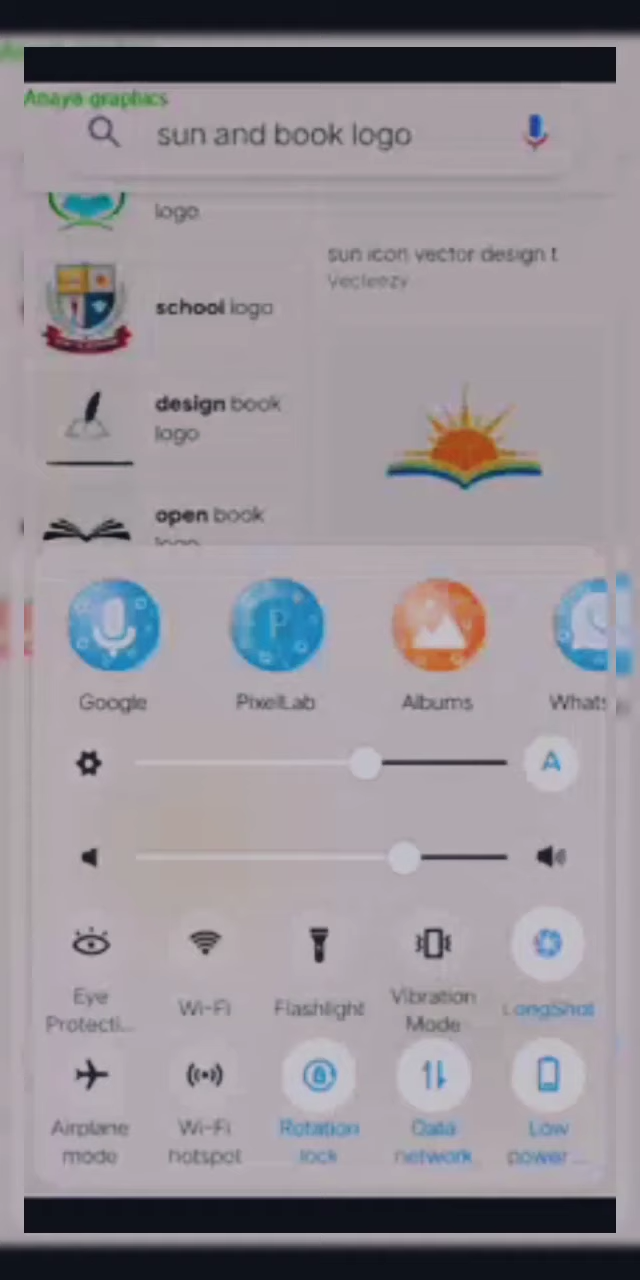 Anaya graphics
sun and book logo
logo
school logo
sun icon vector design t
Vecteezy
design book
logo
open book
logo
Google
PixelLab
Albums
Whats
A
Eye
Protecti...
Wi-Fi
Flashlight
Vibration
Mode
LongShot
Airplane
mode
Wi-Fi
hotspot
Rotation
lock
Data
network
Low
power ...